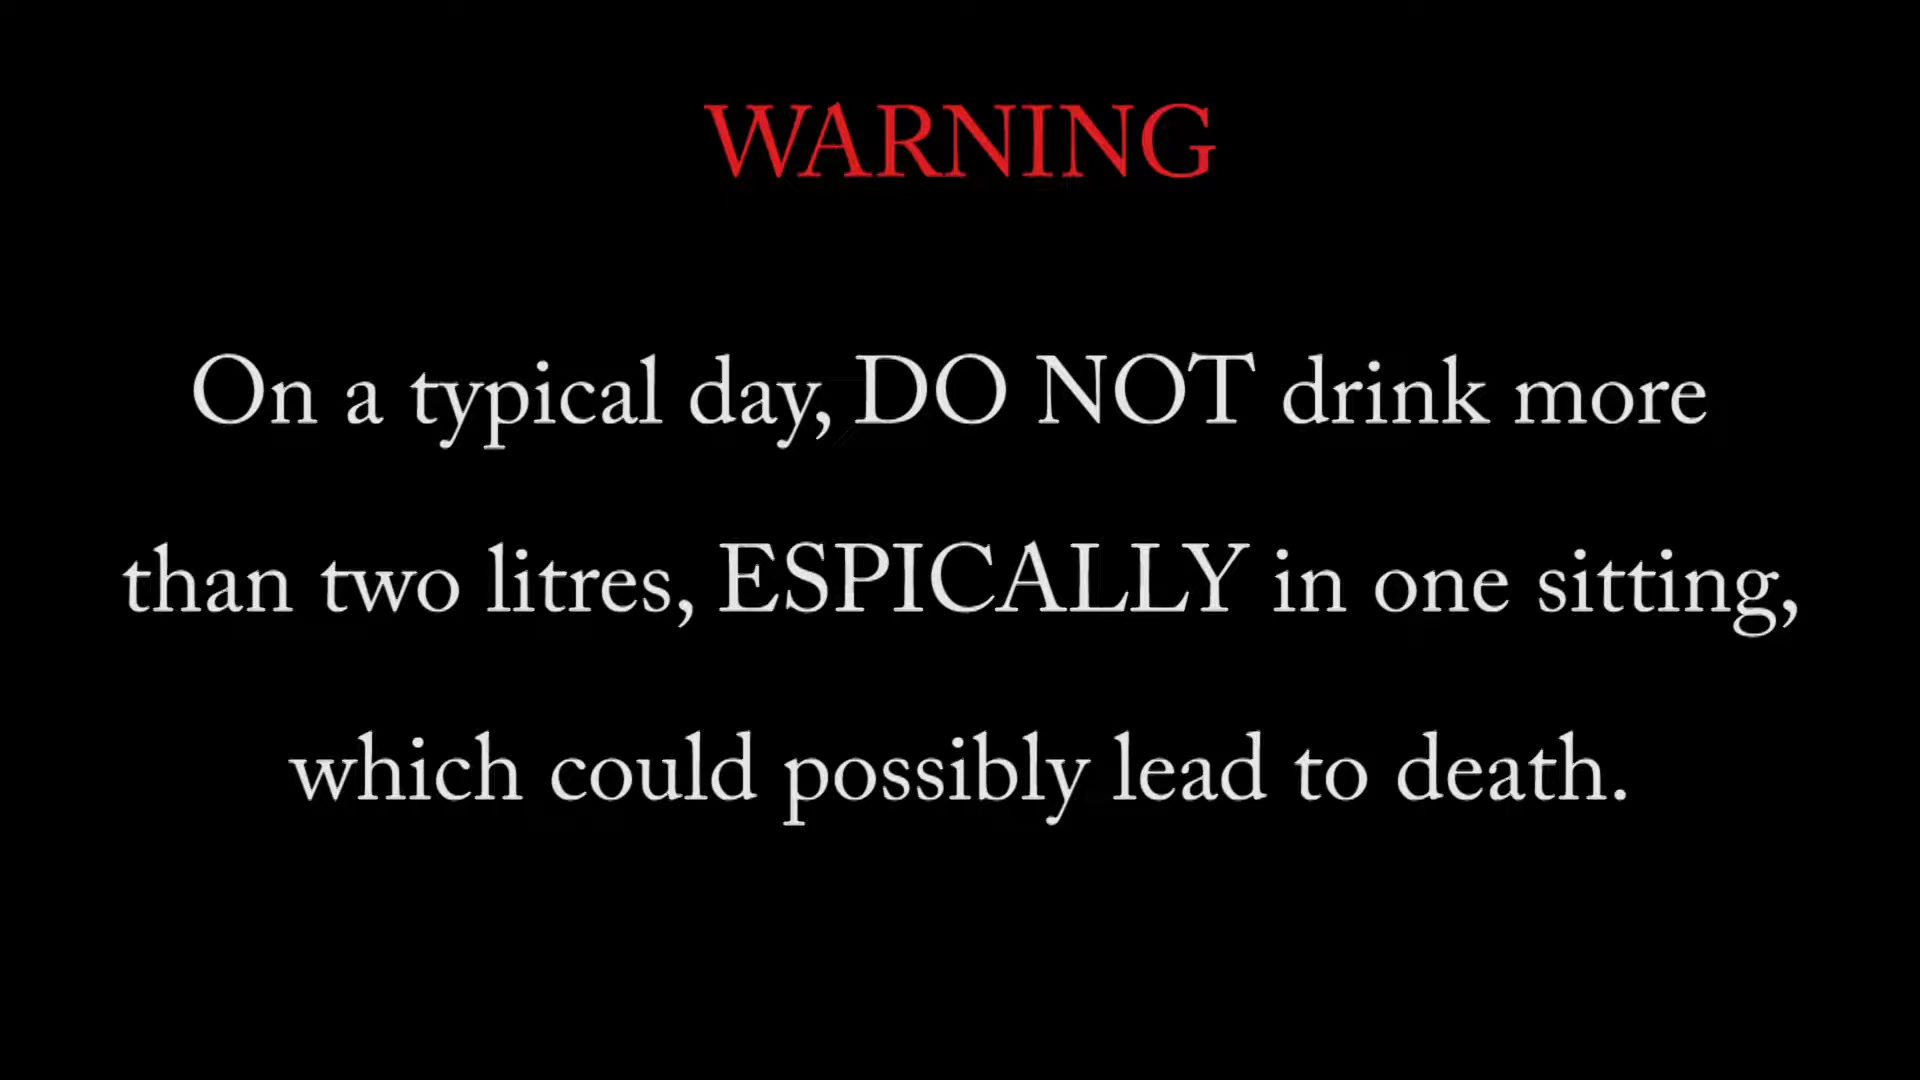 WARNING
On a typical day, DO NOT drink more
than two litres, ESPICALLY in one sitting,
which could possibly lead to death.